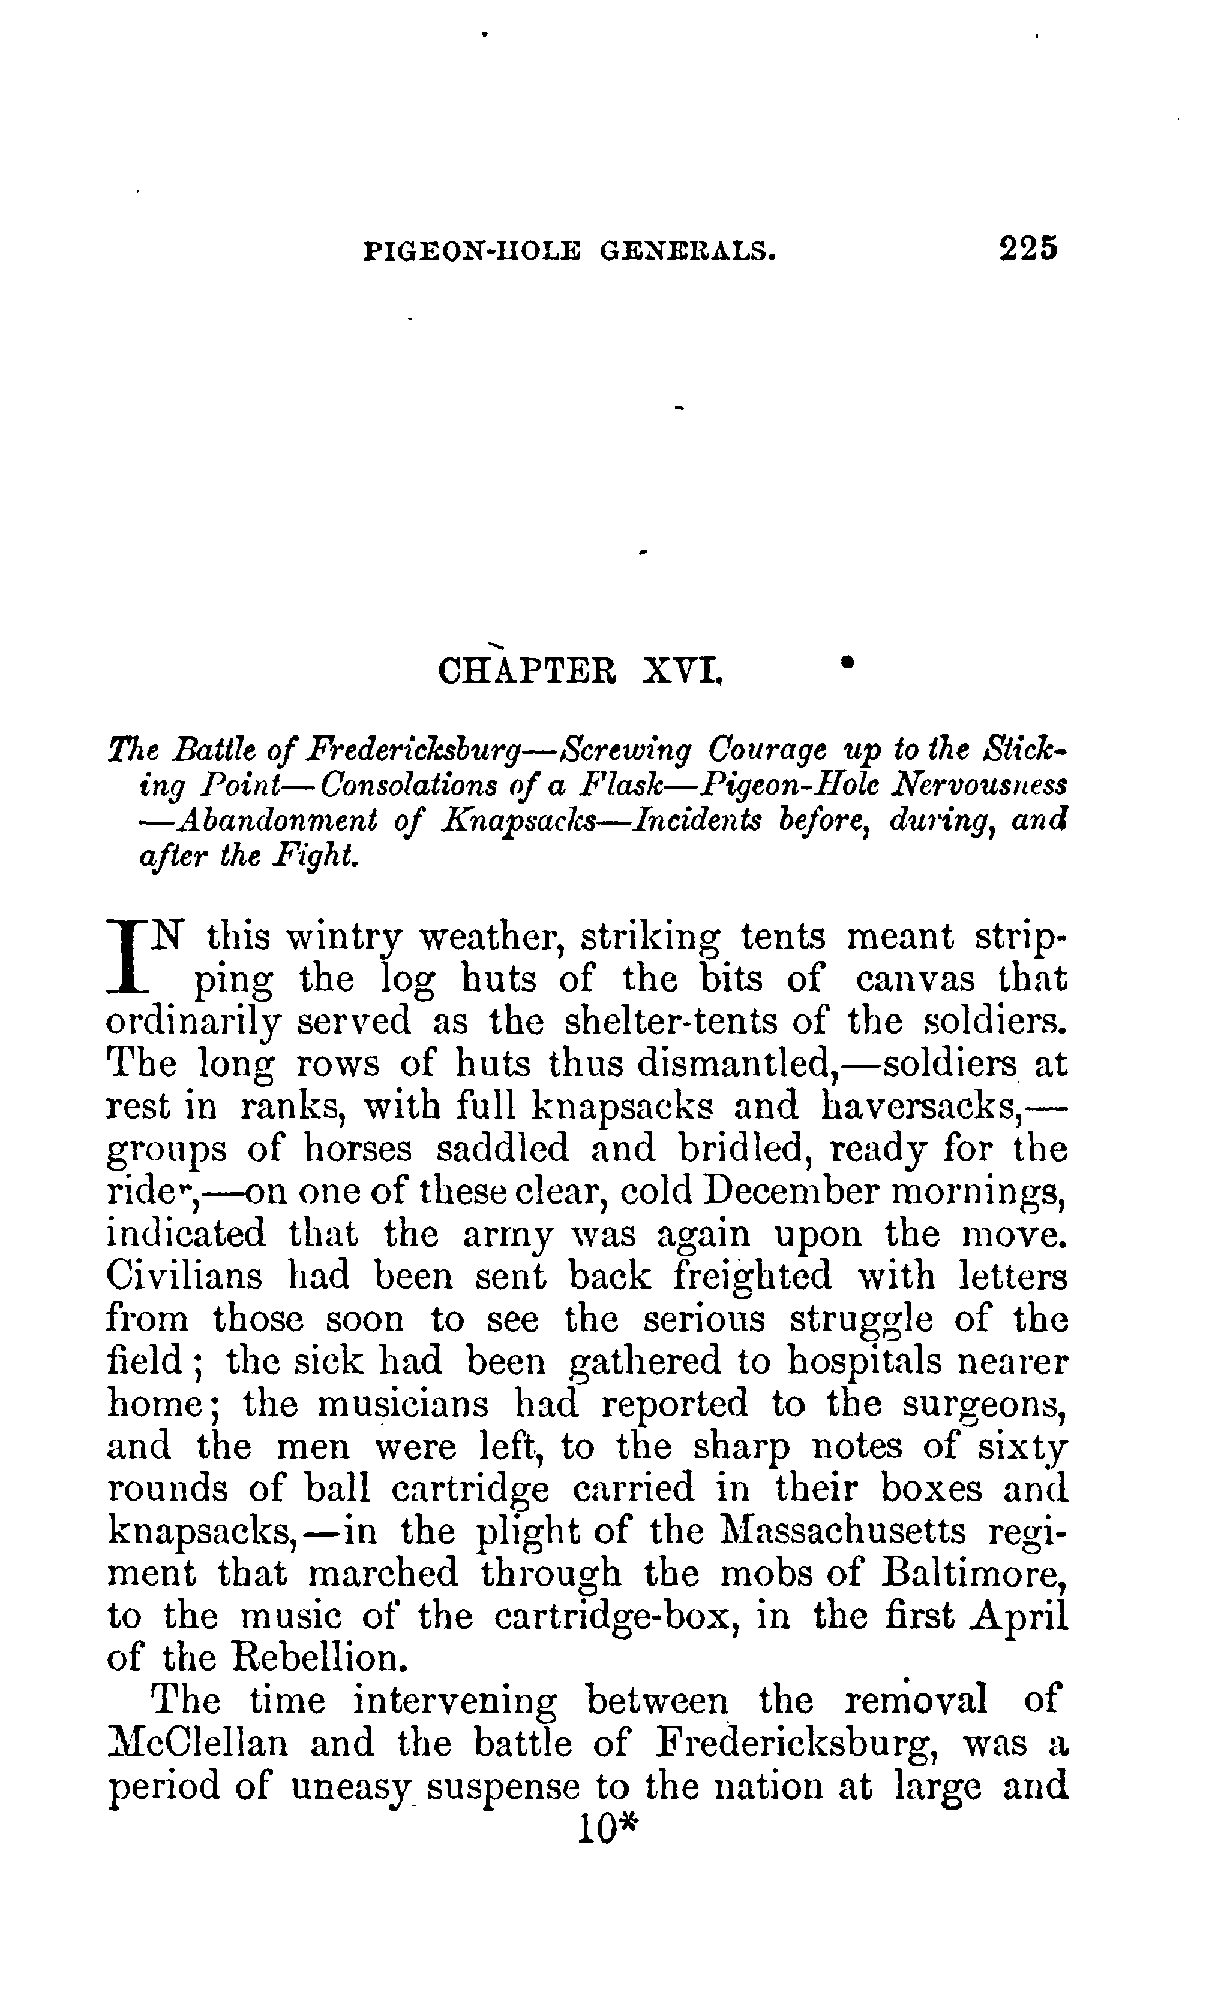 PIGEON-HOLE GENERALS. 225
CHAPTER XVI.
The Battle of Fredericksburg—Screwing Courage up to the Stick-
ing Point—Consolations of a Flask—Pigeon-Hole Nervousness
—Abandonment of Knapsacks—Incidents before, during, and
after the Fight.
IN this wintry weather, striking tents meant strip-
ping the log huts of the bits of canvas that
ordinarily served as the shelter-tents of the soldiers.
The long rows of huts thus dismantled,—soldiers at
rest in ranks, with full knapsacks and haversacks,—
groups of horses saddled and bridled, ready for the
rider,—on one of these clear, cold December mornings,
indicated that the army was again upon the move.
Civilians had been sent back freighted with letters
from those soon to see the serious struggle of the
field; the sick had been gathered to hospitals nearer
home; the musicians had reported to the surgeons,
and the men were left, to the sharp notes of sixty
rounds of ball cartridge carried in their boxes and
knapsacks,—in the plight of the Massachusetts regi-
ment that marched through the mobs of Baltimore,
to the music of the cartridge-box, in the first April
of the Rebellion.
The time intervening between the removal of
McClellan and the battle of Fredericksburg, was a
period of uneasy suspense to the nation at large and
10*